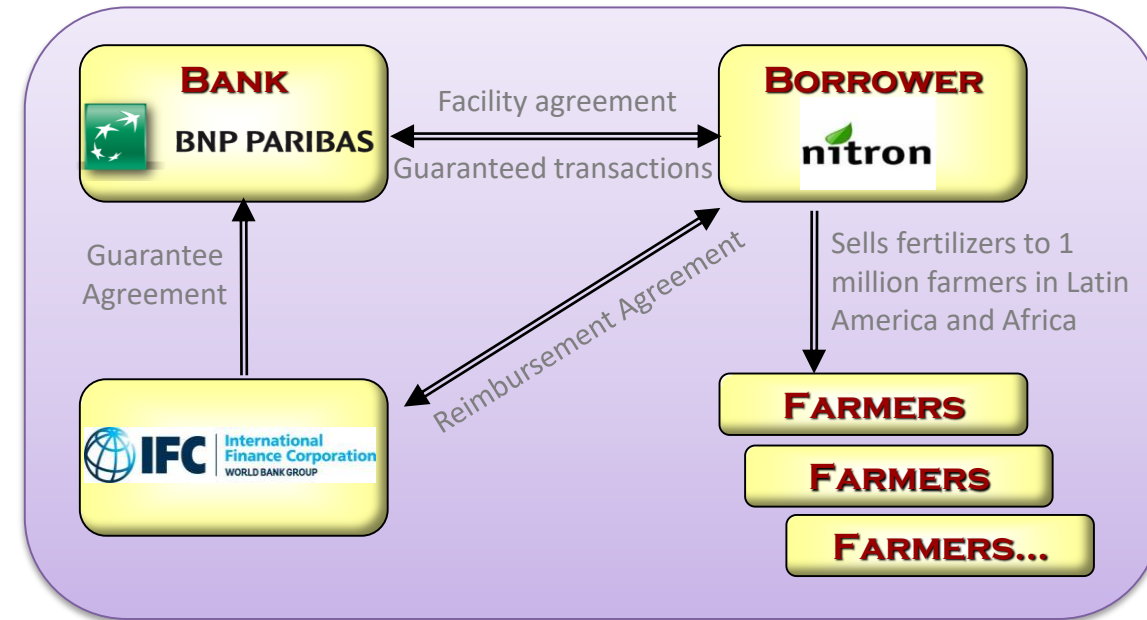 BANK
BNP PARIBAS
Facility agreement
Guaranteed transactions
BORROWER
nitron
Guarantee
Agreement
Reimbursement Agreement
Sells fertilizers to 1
million farmers in Latin
America and Africa
IFC
International
Finance Corporation
WORLD BANK GROUP
FARMERS
FARMERS
FARMERS...